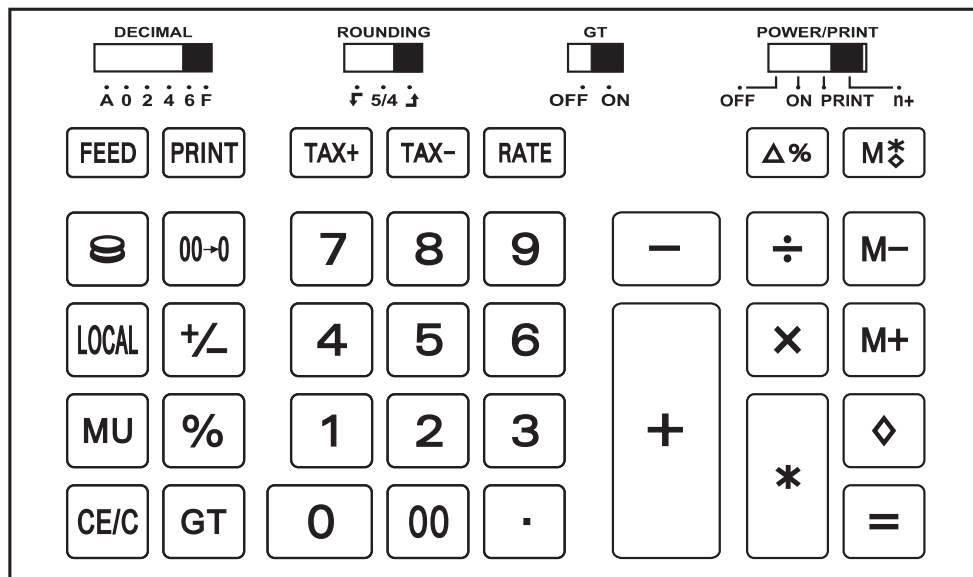 DECIMAL ROUNDING GT POWER/PRINT
A 0 2 4 6 F 5/4 OFF ON OFF ON PRINT n+
FEED PRINT TAX+ TAX− RATE △% M*◇
00→0 7 8 9 − ÷ M−
LOCAL +/− 4 5 6 × M+
MU % 1 2 3 + ◇
CE/C GT 0 00 . * =